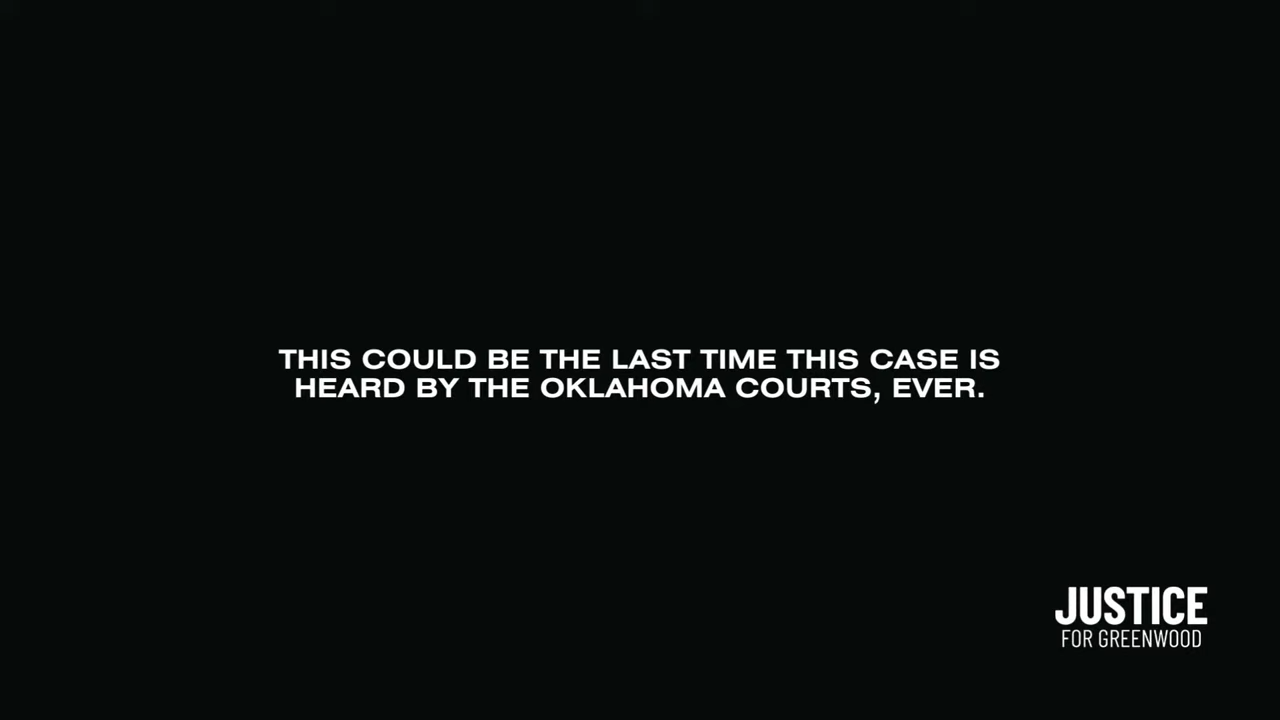 THIS COULD BE THE LAST TIME THIS CASE IS
HEARD BY THE OKLAHOMA COURTS, EVER.
JUSTICE
FOR GREENWOOD